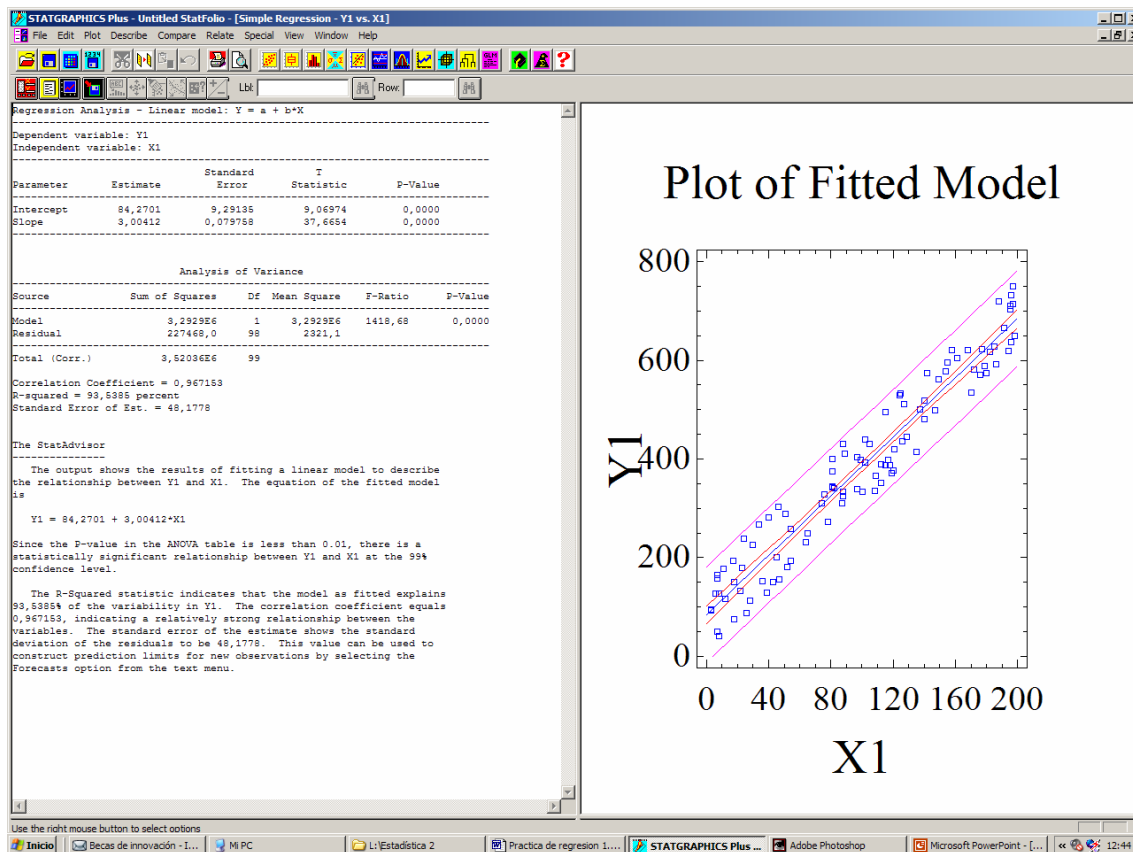 STATGRAPHICS Plus - Untitled StatFolio - [Simple Regression - Y1 vs. X1]
File Edit Plot Describe Compare Relate Special View Window Help
Lbl: Row:
Regression Analysis - Linear model: Y = a + b*X
Dependent variable: Y1
Independent variable: X1
Standard T
Parameter Estimate Error Statistic P-Value
Intercept 84,2701 9,29135 9,06974 0,0000
Slope 3,00412 0,079758 37,6654 0,0000
Analysis of Variance
Source Sum of Squares Df Mean Square F-Ratio P-Value
Model 3,2929E6 1 3,2929E6 1418,68 0,0000
Residual 227468,0 98 2321,1
Total (Corr.) 3,52036E6 99
Correlation Coefficient = 0,967153
R-squared = 93,5385 percent
Standard Error of Est. = 48,1778
The StatAdvisor
The output shows the results of fitting a linear model to describe
the relationship between Y1 and X1. The equation of the fitted model
is
Y1 = 84,2701 + 3,00412*X1
Since the P-value in the ANOVA table is less than 0.01, there is a
statistically significant relationship between Y1 and X1 at the 99%
confidence level.
The R-Squared statistic indicates that the model as fitted explains
93,5385% of the variability in Y1. The correlation coefficient equals
0,967153, indicating a relatively strong relationship between the
variables. The standard error of the estimate shows the standard
deviation of the residuals to be 48,1778. This value can be used to
construct prediction limits for new observations by selecting the
Forecasts option from the text menu.
Plot of Fitted Model
800
600
400
200
0
Y1
0 40 80 120 160 200
X1
Use the right mouse button to select options
Inicio Becas de innovación - I... Mi PC L:\Estadística 2 Practica de regresion 1.... STATGRAPHICS Plus ... Adobe Photoshop Microsoft PowerPoint - [... « 12:44